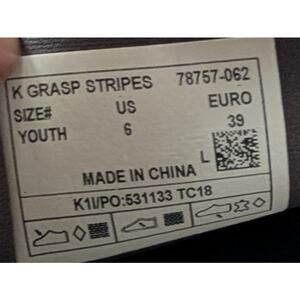 K GRASP STRIPES 78757-062
SIZE# US EURO
YOUTH 6 39
L
MADE IN CHINA
K1I/PO:531133 TC18